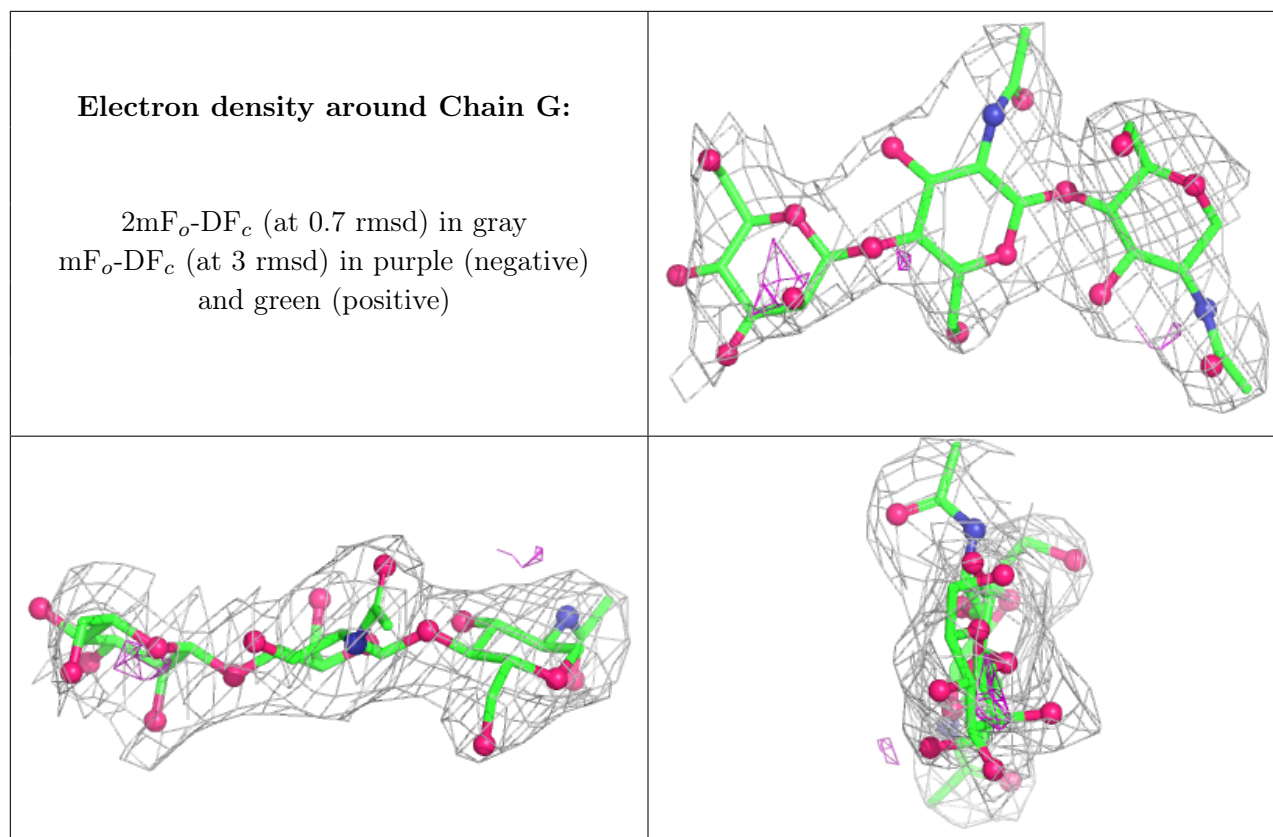 Electron density around Chain G:
2mFo-DFc (at 0.7 rmsd) in gray
mFo-DFc (at 3 rmsd) in purple (negative)
and green (positive)